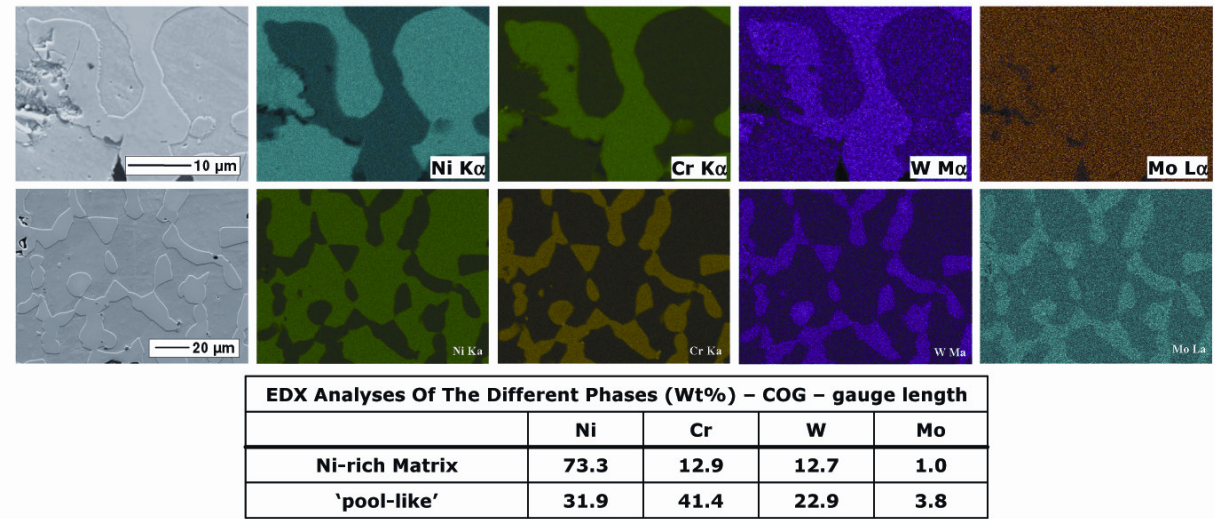 10 µm
Ni Kα
Cr Kα
W Mα
Mo Lα
20 µm
Ni Ka
Cr Ka
W Ma
Mo La
EDX Analyses Of The Different Phases (Wt%) – COG – gauge length
Ni Cr W Mo
Ni-rich Matrix 73.3 12.9 12.7 1.0
‘pool-like’ 31.9 41.4 22.9 3.8